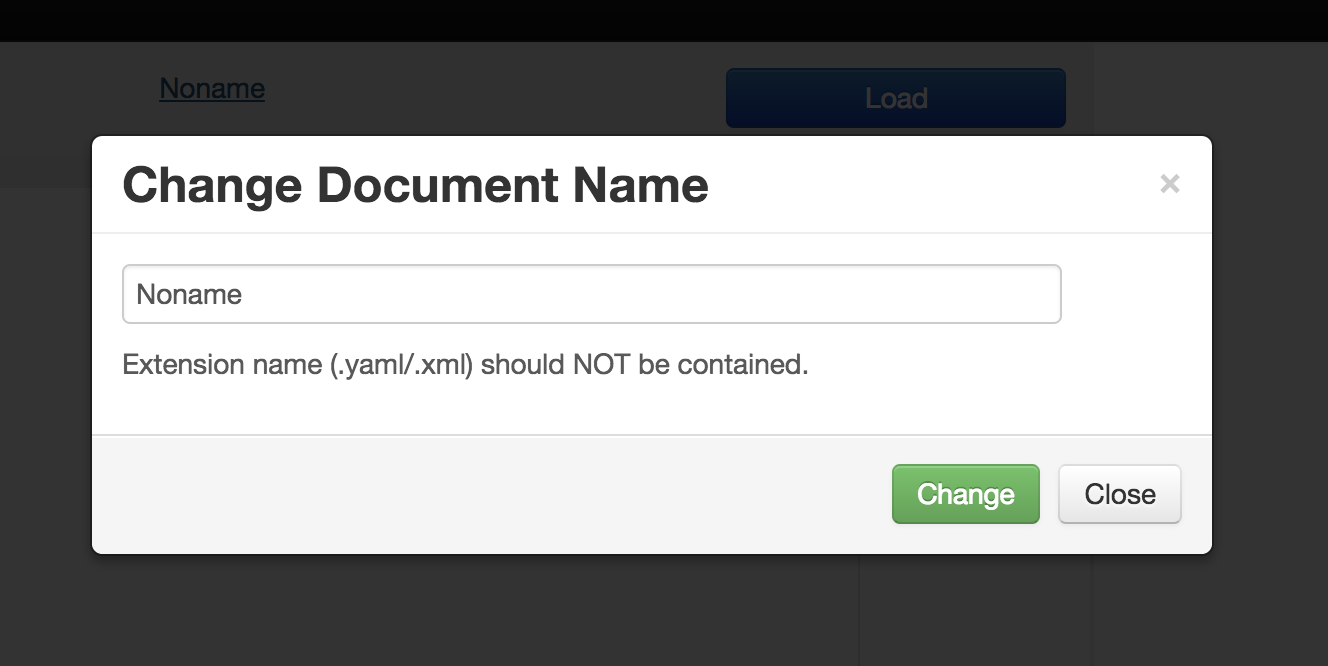 Noname
Load
Change Document Name
×
Noname
Extension name (.yaml/.xml) should NOT be contained.
Change
Close